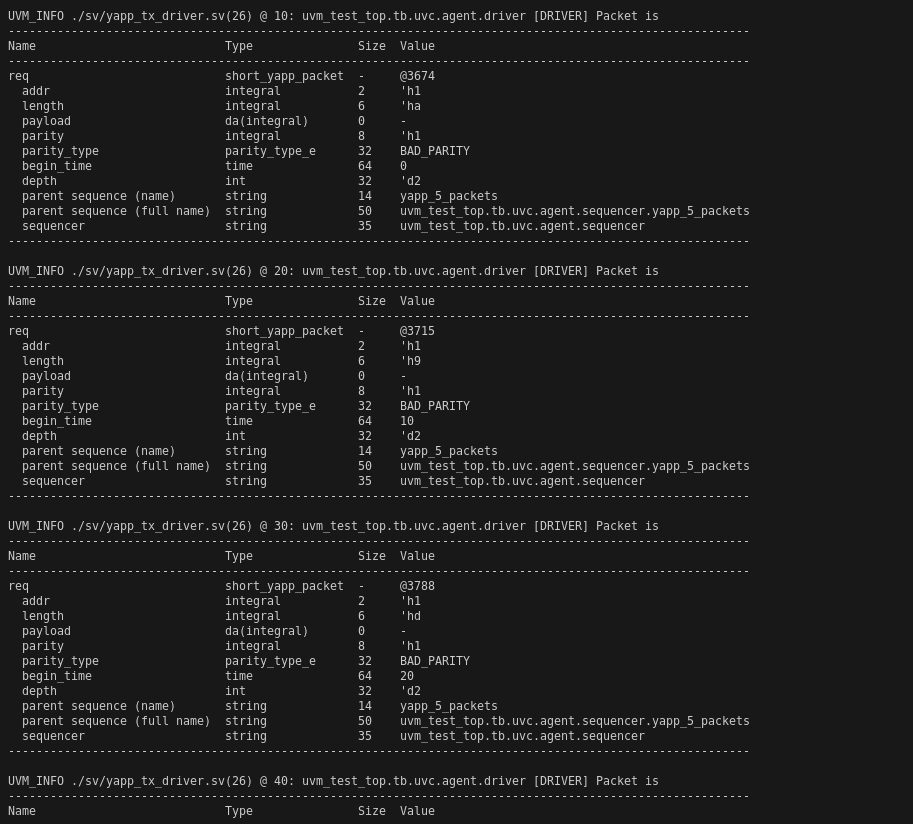 UVM_INFO ./sv/yapp_tx_driver.sv(26) @ 10: uvm_test_top.tb.uvc.agent.driver [DRIVER] Packet is
----------------------------------------------------------------------------------------------------------
Name                           Type               Size  Value
----------------------------------------------------------------------------------------------------------
req                            short_yapp_packet  -     @3674
  addr                         integral           2     'h1
  length                       integral           6     'ha
  payload                      da(integral)       0     -
  parity                       integral           8     'h1
  parity_type                  parity_type_e      32    BAD_PARITY
  begin_time                   time               64    0
  depth                        int                32    'd2
  parent sequence (name)       string             14    yapp_5_packets
  parent sequence (full name)  string             50    uvm_test_top.tb.uvc.agent.sequencer.yapp_5_packets
  sequencer                    string             35    uvm_test_top.tb.uvc.agent.sequencer
----------------------------------------------------------------------------------------------------------
UVM_INFO ./sv/yapp_tx_driver.sv(26) @ 20: uvm_test_top.tb.uvc.agent.driver [DRIVER] Packet is
----------------------------------------------------------------------------------------------------------
Name                           Type               Size  Value
----------------------------------------------------------------------------------------------------------
req                            short_yapp_packet  -     @3715
  addr                         integral           2     'h1
  length                       integral           6     'h9
  payload                      da(integral)       0     -
  parity                       integral           8     'h1
  parity_type                  parity_type_e      32    BAD_PARITY
  begin_time                   time               64    10
  depth                        int                32    'd2
  parent sequence (name)       string             14    yapp_5_packets
  parent sequence (full name)  string             50    uvm_test_top.tb.uvc.agent.sequencer.yapp_5_packets
  sequencer                    string             35    uvm_test_top.tb.uvc.agent.sequencer
----------------------------------------------------------------------------------------------------------
UVM_INFO ./sv/yapp_tx_driver.sv(26) @ 30: uvm_test_top.tb.uvc.agent.driver [DRIVER] Packet is
----------------------------------------------------------------------------------------------------------
Name                           Type               Size  Value
----------------------------------------------------------------------------------------------------------
req                            short_yapp_packet  -     @3788
  addr                         integral           2     'h1
  length                       integral           6     'hd
  payload                      da(integral)       0     -
  parity                       integral           8     'h1
  parity_type                  parity_type_e      32    BAD_PARITY
  begin_time                   time               64    20
  depth                        int                32    'd2
  parent sequence (name)       string             14    yapp_5_packets
  parent sequence (full name)  string             50    uvm_test_top.tb.uvc.agent.sequencer.yapp_5_packets
  sequencer                    string             35    uvm_test_top.tb.uvc.agent.sequencer
----------------------------------------------------------------------------------------------------------
UVM_INFO ./sv/yapp_tx_driver.sv(26) @ 40: uvm_test_top.tb.uvc.agent.driver [DRIVER] Packet is
----------------------------------------------------------------------------------------------------------
Name                           Type               Size  Value